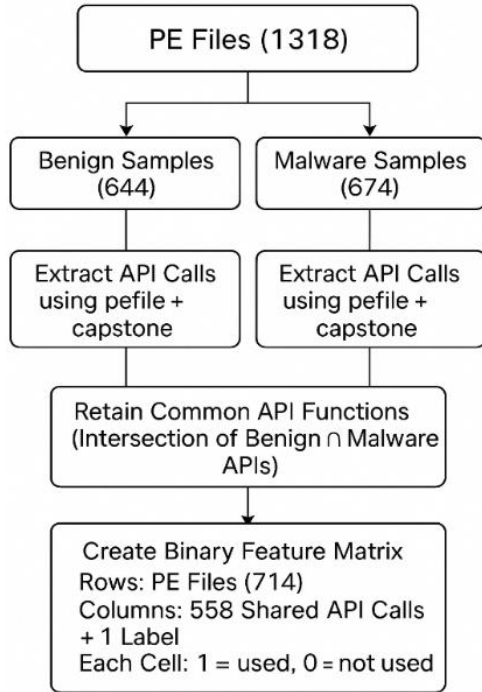 PE Files (1318)
Benign Samples
(644)
Malware Samples
(674)
Extract API Calls
using pefile +
capstone
Extract API Calls
using pefile +
capstone
Retain Common API Functions
(Intersection of Benign ∩ Malware
APIs)
Create Binary Feature Matrix
Rows: PE Files (714)
Columns: 558 Shared API Calls
+ 1 Label
Each Cell: 1 = used, 0 = not used